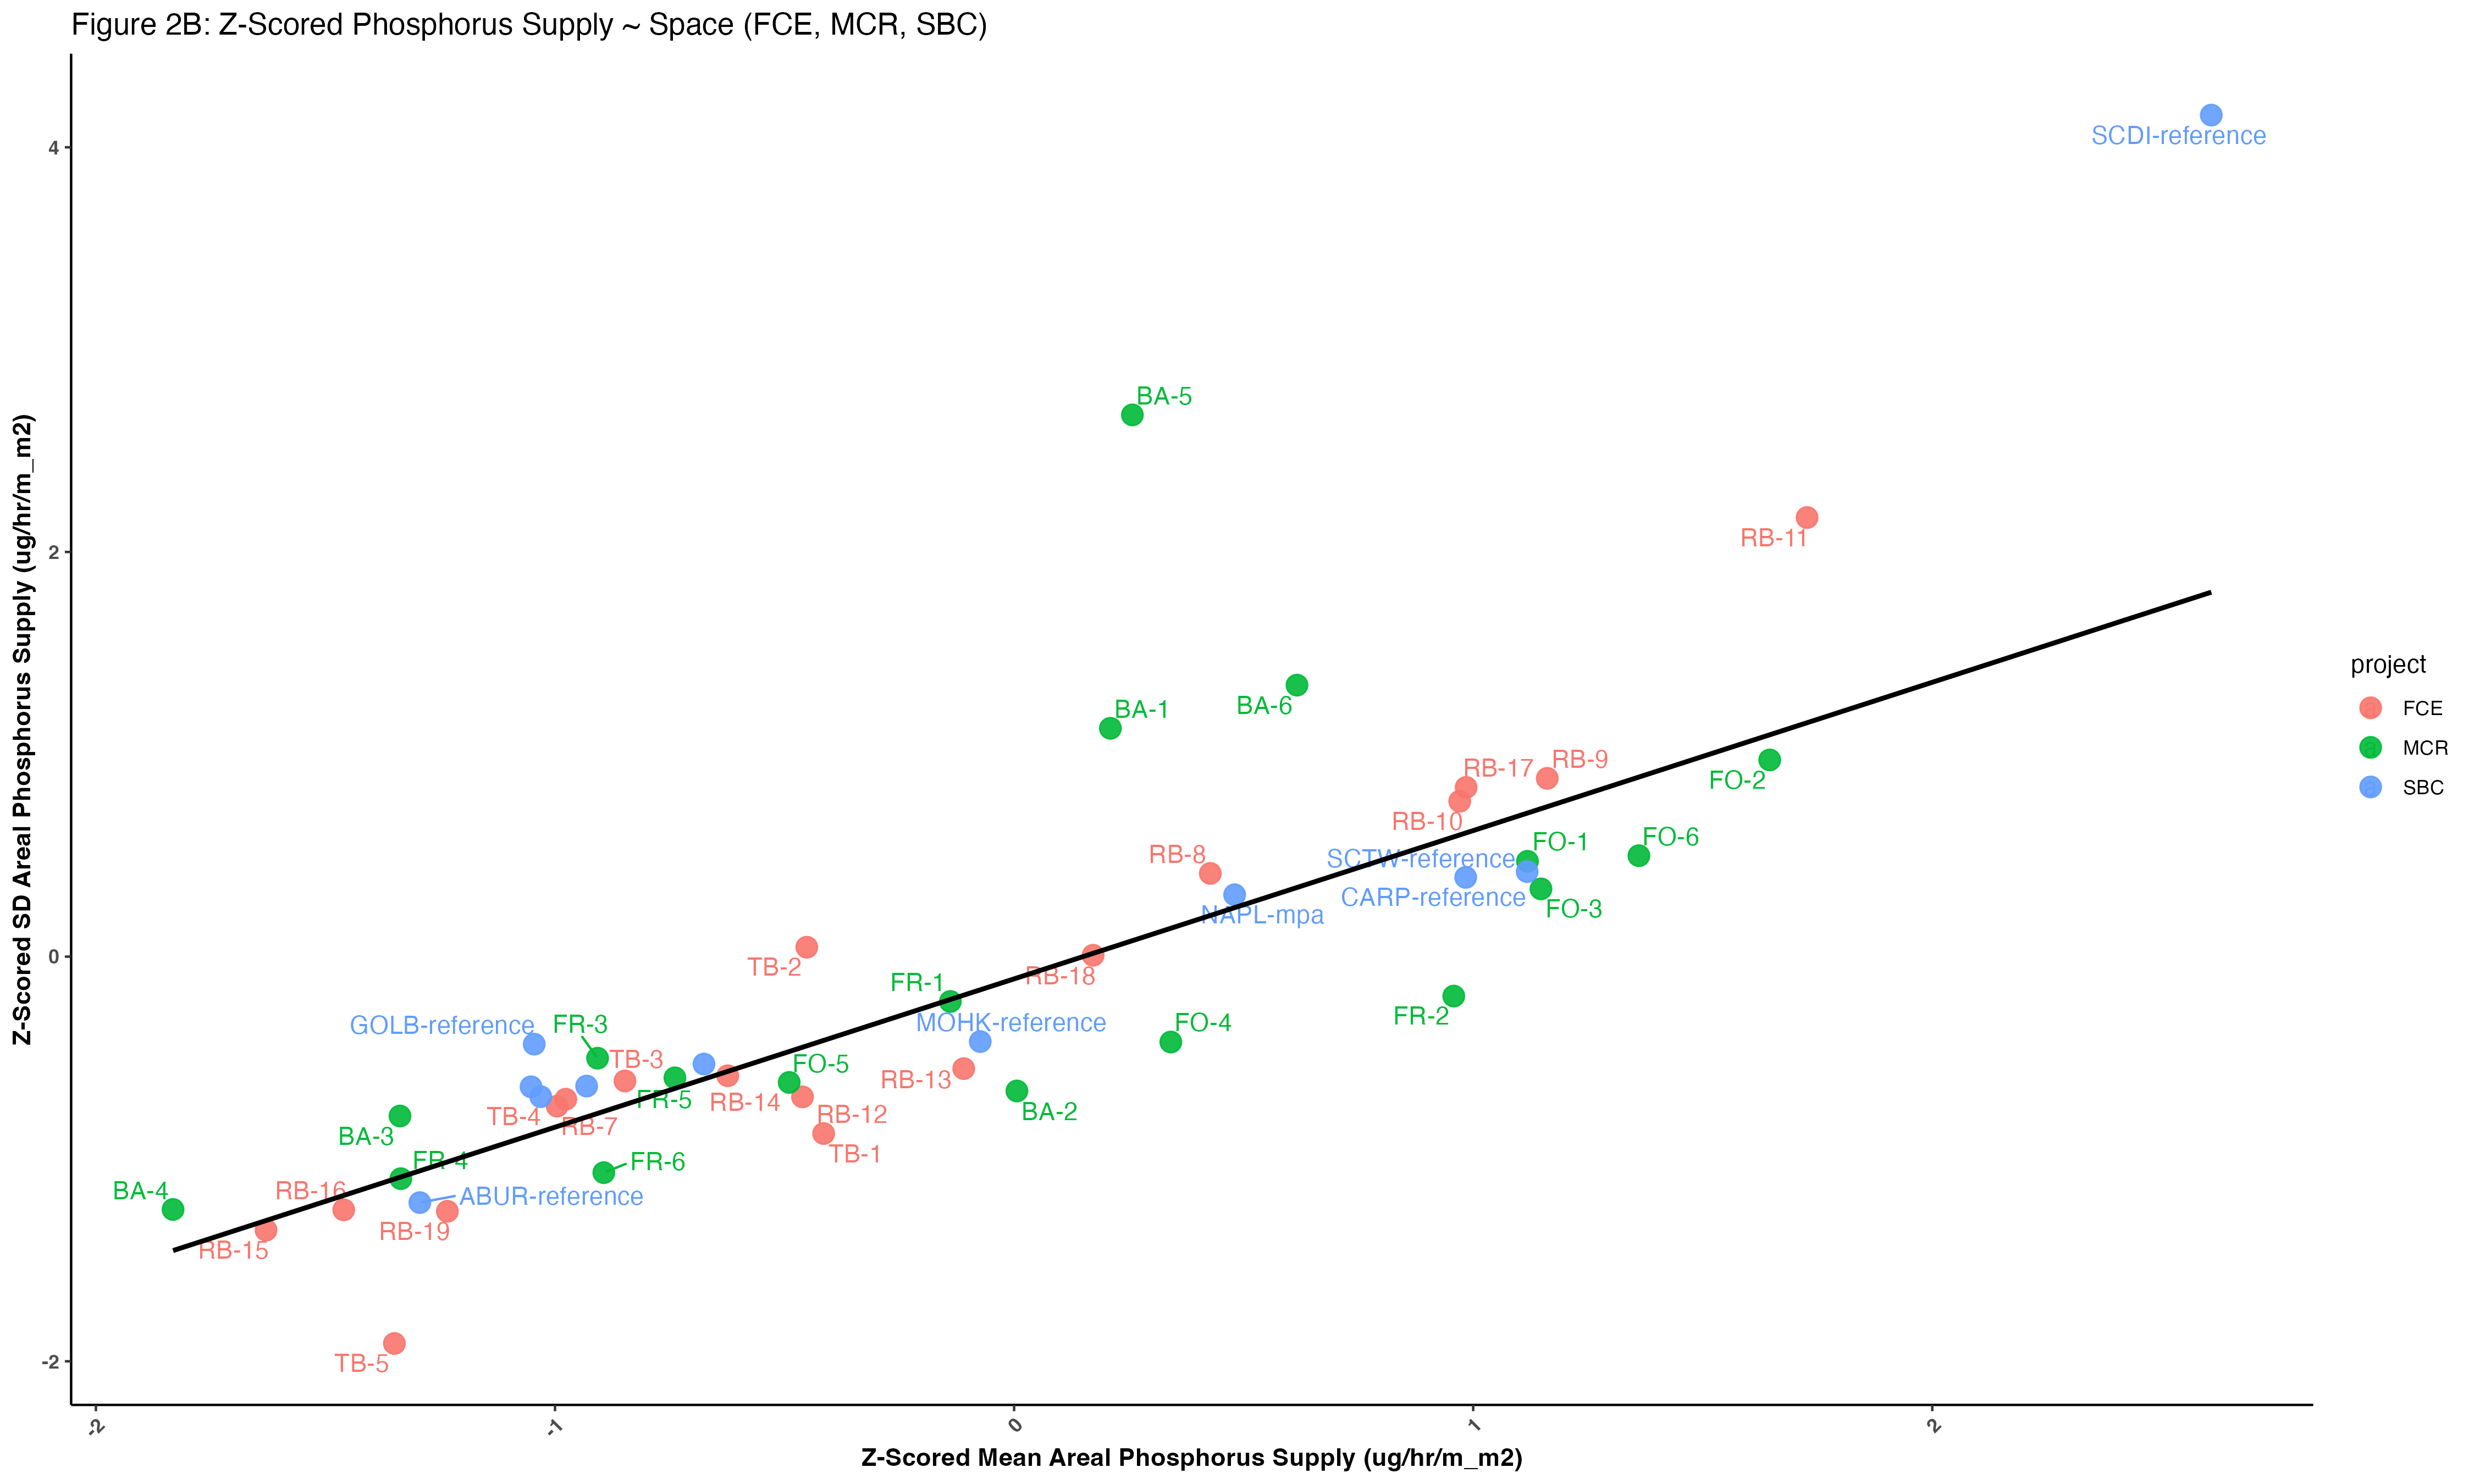 Figure 2B: Z-Scored Phosphorus Supply ~ Space (FCE, MCR, SBC)
Z-Scored SD Areal Phosphorus Supply (ug/hr/m_m2)
4
2
0
-2
SCDI-reference
BA-5
RB-11
BA-6
BA-1
RB-17
RB-9
FO-2
RB-10
FO-1
FO-6
RB-8
SCTW-reference
CARP-reference
FO-3
NAPL-mpa
TB-2
RB-18
FR-1
FR-2
GOLB-reference
FR-3
MOHK-reference
FO-4
TB-3
FO-5
RB-13
FR-5
RB-14
RB-12
BA-2
TB-4
RB-7
BA-3
TB-1
FR-4
FR-6
BA-4
RB-16
ABUR-reference
RB-19
RB-15
TB-5
project
a FCE
a MCR
a SBC
-2
-1
0
1
2
Z-Scored Mean Areal Phosphorus Supply (ug/hr/m_m2)